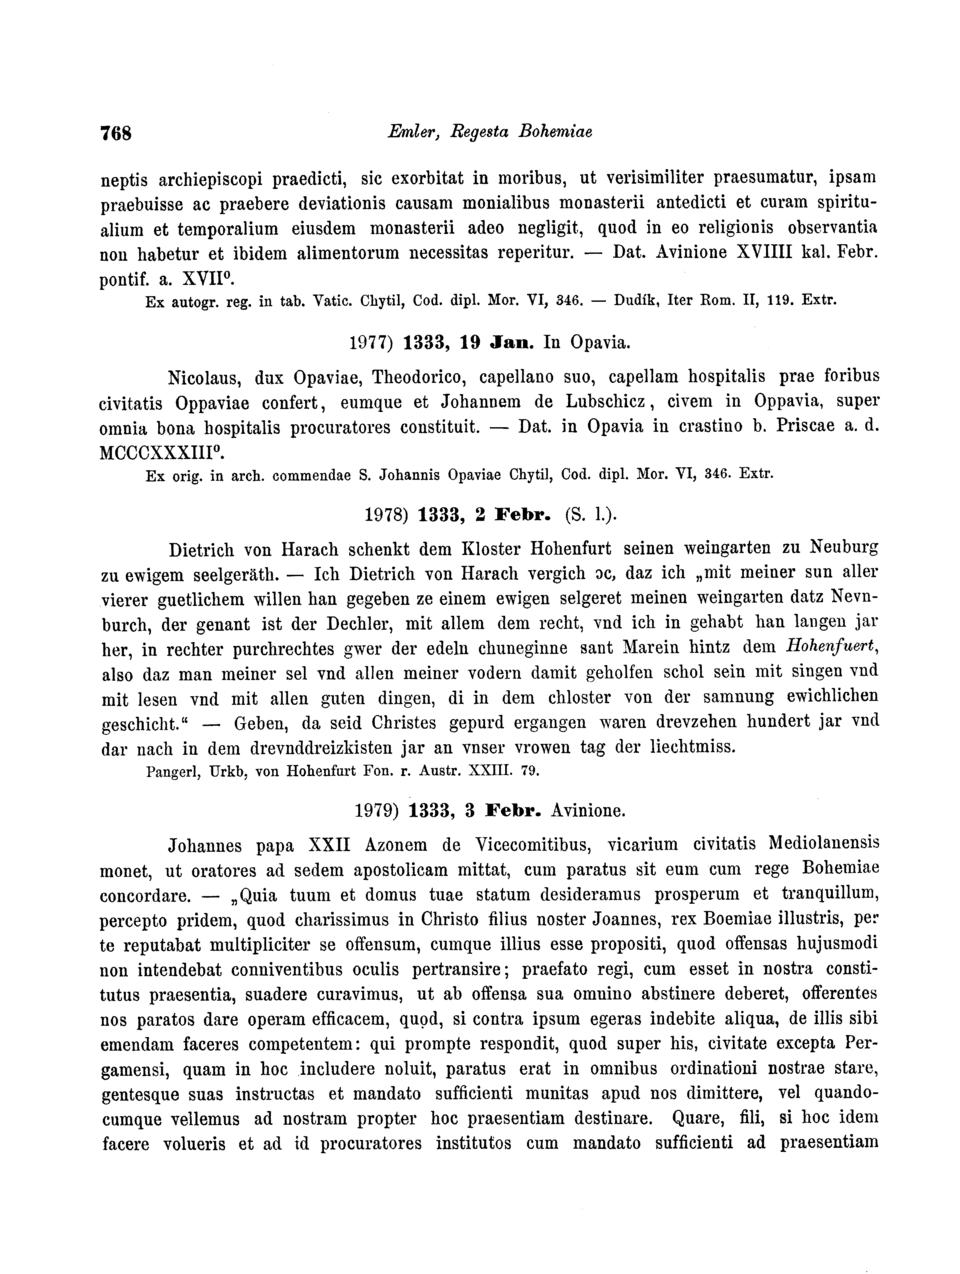 768 Emler, Regesta Bohemiae
neptis archiepiscopi praedicti, sic exorbitat in moribus, ut verisimiliter praesumatur, ipsam
praebuisse ac praebere deviationis causam monialibus monasterii antedicti et curam spiritu-
alium et temporalium eiusdem monasterii adeo negligit, quod in eo religionis observantia
non habetur et ibidem alimentorum necessitas reperitur. — Dat. Avinione XVIIII kal. Febr.
pontif. a. XVII⁰.
Ex autogr. reg. in tab. Vatic. Chytil, Cod. dipl. Mor. VI, 346. — Dudík, Iter Rom. II, 119. Extr.
1977) 1333, 19 Jan. In Opavia.
Nicolaus, dux Opaviae, Theodorico, capellano suo, capellam hospitalis prae foribus
civitatis Oppaviae confert, eumque et Johannem de Lubschicz, civem in Oppavia, super
omnia bona hospitalis procuratores constituit. — Dat. in Opavia in crastino b. Priscae a. d.
MCCCXXXIII⁰.
Ex orig. in arch. commendae S. Johannis Opaviae Chytil, Cod. dipl. Mor. VI, 346. Extr.
1978) 1333, 2 Febr. (S. l.).
Dietrich von Harach schenkt dem Kloster Hohenfurt seinen weingarten zu Neuburg
zu ewigem seelgeräth. — Ich Dietrich von Harach vergich ɔc, daz ich „mit meiner sun aller
vierer guetlichem willen han gegeben ze einem ewigen selgeret meinen weingarten datz Nevn-
burch, der genant ist der Dechler, mit allem dem recht, vnd ich in gehabt han langen jar
her, in rechter purchrechtes gwer der edeln chuneginne sant Marein hintz dem Hohenfuert,
also daz man meiner sel vnd allen meiner vodern damit geholfen schol sein mit singen vnd
mit lesen vnd mit allen guten dingen, di in dem chloster von der samnung ewichlichen
geschicht.“ — Geben, da seid Christes gepurd ergangen waren drevzehen hundert jar vnd
dar nach in dem drevnddreizkisten jar an vnser vrowen tag der liechtmiss.
Pangerl, Urkb, von Hohenfurt Fon. r. Austr. XXIII. 79.
1979) 1333, 3 Febr. Avinione.
Johannes papa XXII Azonem de Vicecomitibus, vicarium civitatis Mediolanensis
monet, ut oratores ad sedem apostolicam mittat, cum paratus sit eum cum rege Bohemiae
concordare. — „Quia tuum et domus tuae statum desideramus prosperum et tranquillum,
percepto pridem, quod charissimus in Christo filius noster Joannes, rex Boemiae illustris, per
te reputabat multipliciter se offensum, cumque illius esse propositi, quod offensas hujusmodi
non intendebat conniventibus oculis pertransire; praefato regi, cum esset in nostra consti-
tutus praesentia, suadere curavimus, ut ab offensa sua omnino abstinere deberet, offerentes
nos paratos dare operam efficacem, quod, si contra ipsum egeras indebite aliqua, de illis sibi
emendam faceres competentem: qui prompte respondit, quod super his, civitate excepta Per-
gamensi, quam in hoc includere noluit, paratus erat in omnibus ordinationi nostrae stare,
gentesque suas instructas et mandato sufficienti munitas apud nos dimittere, vel quando-
cumque vellemus ad nostram propter hoc praesentiam destinare. Quare, fili, si hoc idem
facere volueris et ad id procuratores institutos cum mandato sufficienti ad praesentiam